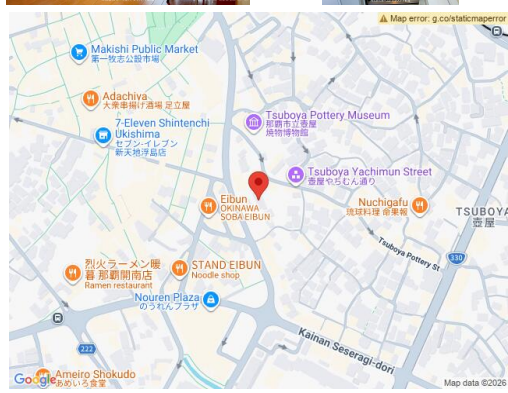 Map error: g.co/staticmaperror
Makishi Public Market
第一牧志公設市場
Adachiya
大衆串揚げ酒場 足立屋
7-Eleven Shintenchi
Ukishima
セブン-イレブン
新天地浮島店
Tsuboya Pottery Museum
那覇市立壺屋
焼物博物館
Tsuboya Yachimun Street
壺屋やちむん通り
Eibun
OKINAWA
SOBA EIBUN
Nuchigafu
琉球料理 命果報
TSUBOYA
壺屋
Tsuboya Pottery St
330
烈火ラーメン暖
暮 那覇開南店
Ramen restaurant
STAND EIBUN
Noodle shop
Nouren Plaza
のうれんプラザ
Kainan Seseragi-dori
222
Ameiro Shokudo
あめいろ食堂
Google
Map data ©2026